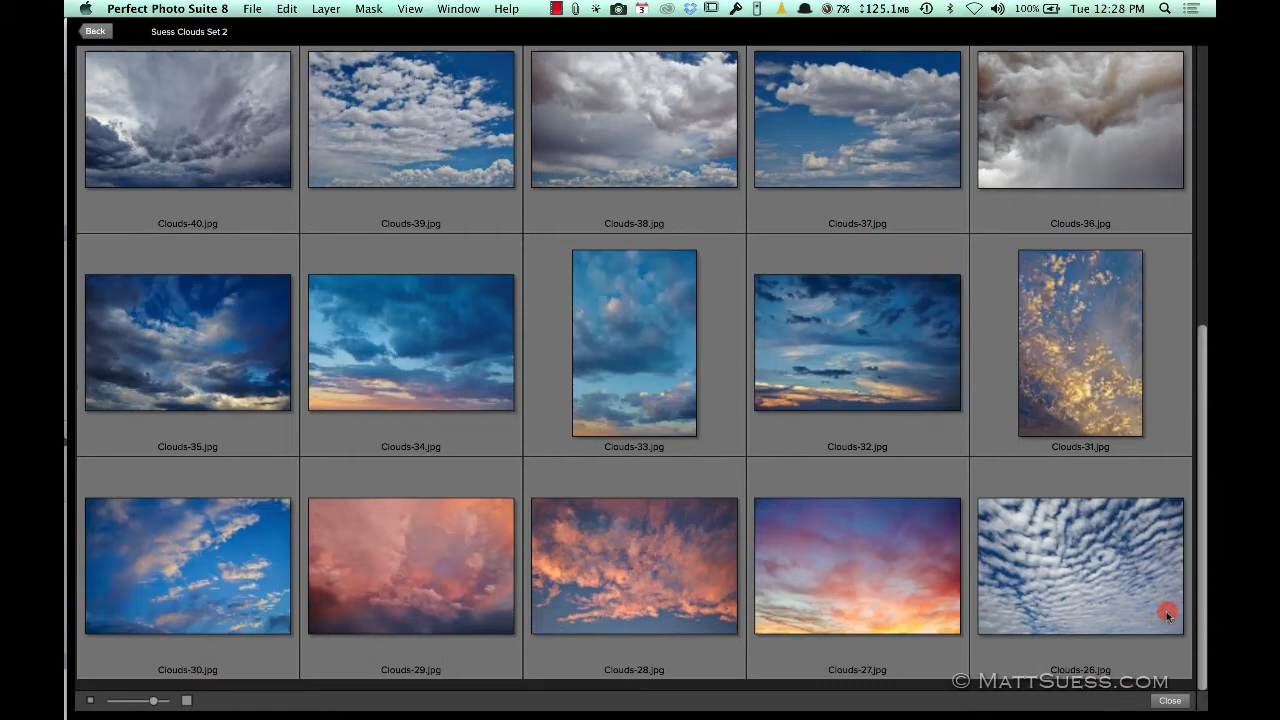 Perfect Photo Suite 8 File Edit Layer Mask View Window Help 3 7% 125.1MB 100% Tue 12:28 PM
Back Suess Clouds Set 2
Clouds-40.jpg Clouds-39.jpg Clouds-38.jpg Clouds-37.jpg Clouds-36.jpg
Clouds-35.jpg Clouds-34.jpg Clouds-33.jpg Clouds-32.jpg Clouds-31.jpg
Clouds-30.jpg Clouds-29.jpg Clouds-28.jpg Clouds-27.jpg Clouds-26.jpg
© MattSuess.com
Close